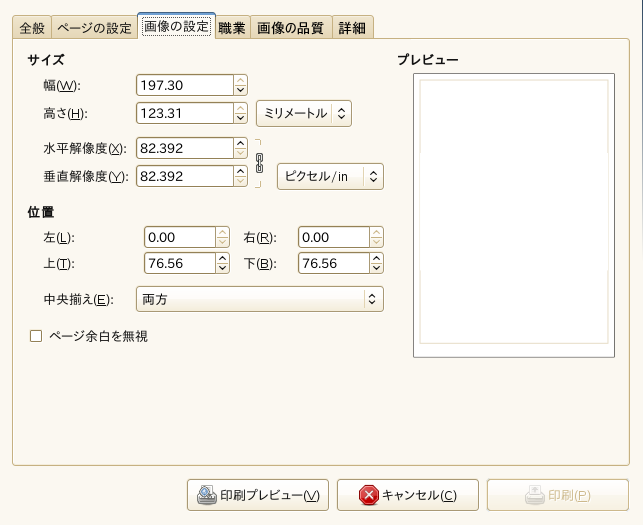 全般 ページの設定 画像の設定 職業 画像の品質 詳細
サイズ プレビュー
幅(W): 197.30
高さ(H): 123.31 ミリメートル
水平解像度(X): 82.392
垂直解像度(Y): 82.392 ピクセル/in
位置
左(L): 0.00 右(R): 0.00
上(T): 76.56 下(B): 76.56
中央揃え(E): 両方
ページ余白を無視
印刷プレビュー(V) キャンセル(C) 印刷(P)